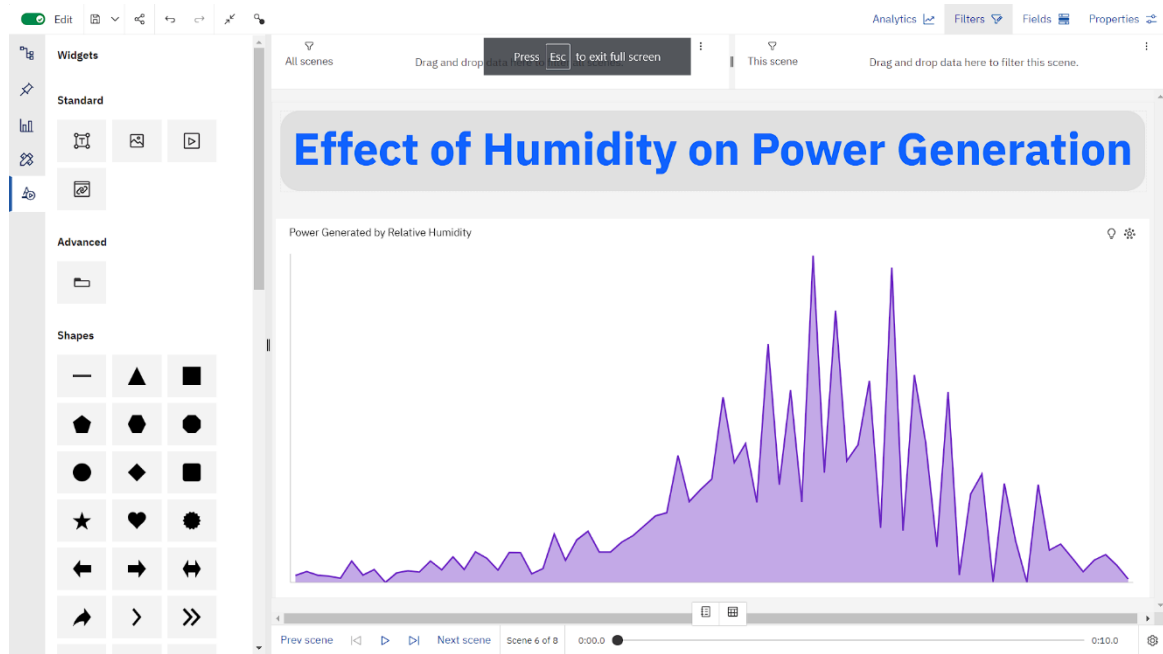 Edit
Analytics
Filters
Fields
Properties
Widgets
All scenes
Drag and drop data
Press Esc to exit full screen
This scene
Drag and drop data here to filter this scene.
Standard
Effect of Humidity on Power Generation
Power Generated by Relative Humidity
Advanced
Shapes
Prev scene
Next scene
Scene 6 of 8
0:00.0
0:10.0